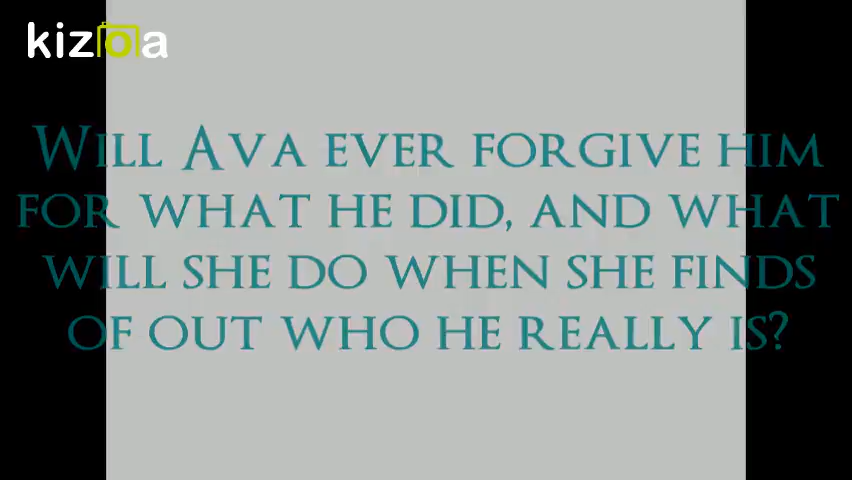 kizoa
Will Ava ever forgive him
for what he did, and what
will she do when she finds
of out who he really is?